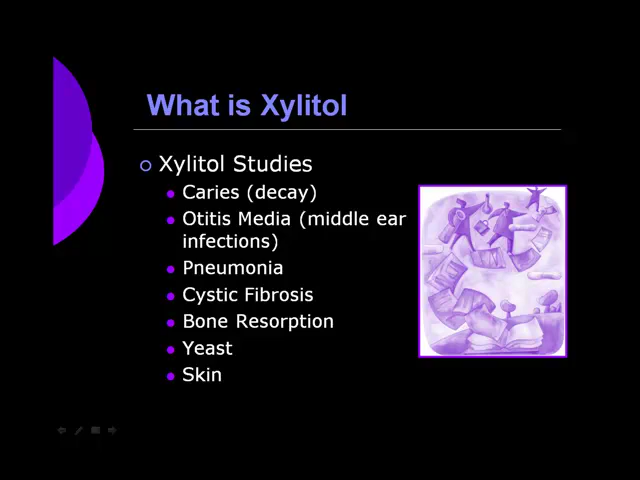 What is Xylitol
Xylitol Studies
Caries (decay)
Otitis Media (middle ear
infections)
Pneumonia
Cystic Fibrosis
Bone Resorption
Yeast
Skin